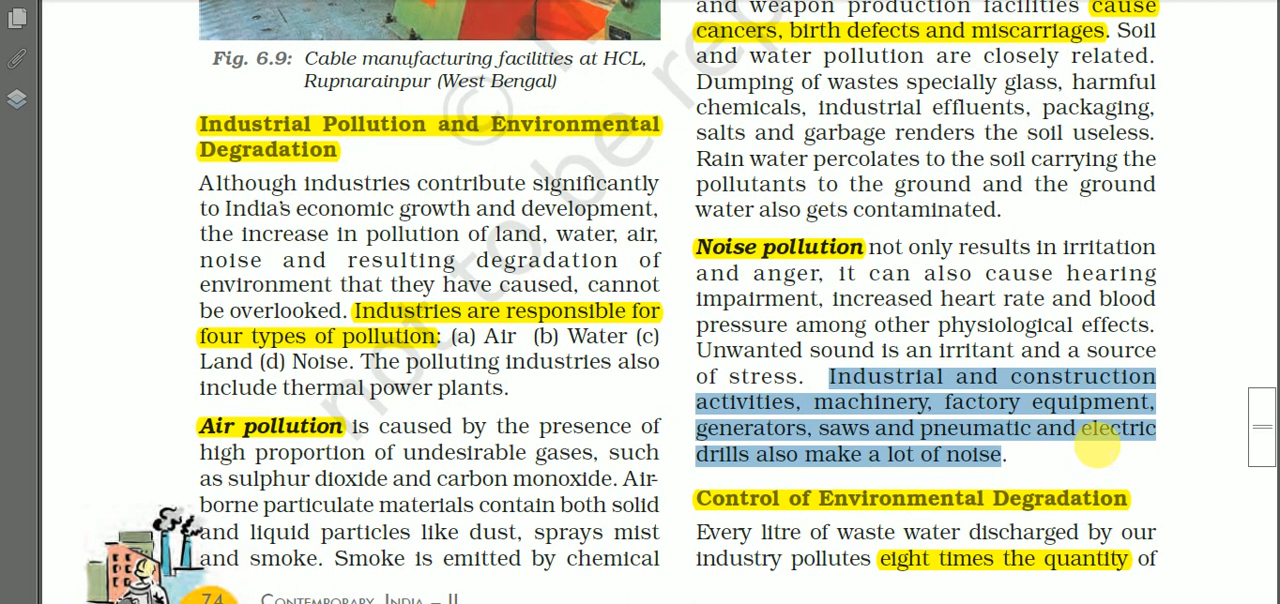 Fig. 6.9: Cable manufacturing facilities at HCL,
Rupnarainpur (West Bengal)
Industrial Pollution and Environmental
Degradation
Although industries contribute significantly
to India's economic growth and development,
the increase in pollution of land, water, air,
noise and resulting degradation of
environment that they have caused, cannot
be overlooked. Industries are responsible for
four types of pollution: (a) Air (b) Water (c)
Land (d) Noise. The polluting industries also
include thermal power plants.
Air pollution is caused by the presence of
high proportion of undesirable gases, such
as sulphur dioxide and carbon monoxide. Air-
borne particulate materials contain both solid
and liquid particles like dust, sprays mist
and smoke. Smoke is emitted by chemical
74 CONTEMPORARY INDIA – II
and weapon production facilities cause
cancers, birth defects and miscarriages. Soil
and water pollution are closely related.
Dumping of wastes specially glass, harmful
chemicals, industrial effluents, packaging,
salts and garbage renders the soil useless.
Rain water percolates to the soil carrying the
pollutants to the ground and the ground
water also gets contaminated.
Noise pollution not only results in irritation
and anger, it can also cause hearing
impairment, increased heart rate and blood
pressure among other physiological effects.
Unwanted sound is an irritant and a source
of stress. Industrial and construction
activities, machinery, factory equipment,
generators, saws and pneumatic and electric
drills also make a lot of noise.
Control of Environmental Degradation
Every litre of waste water discharged by our
industry pollutes eight times the quantity of
not to be rep
©